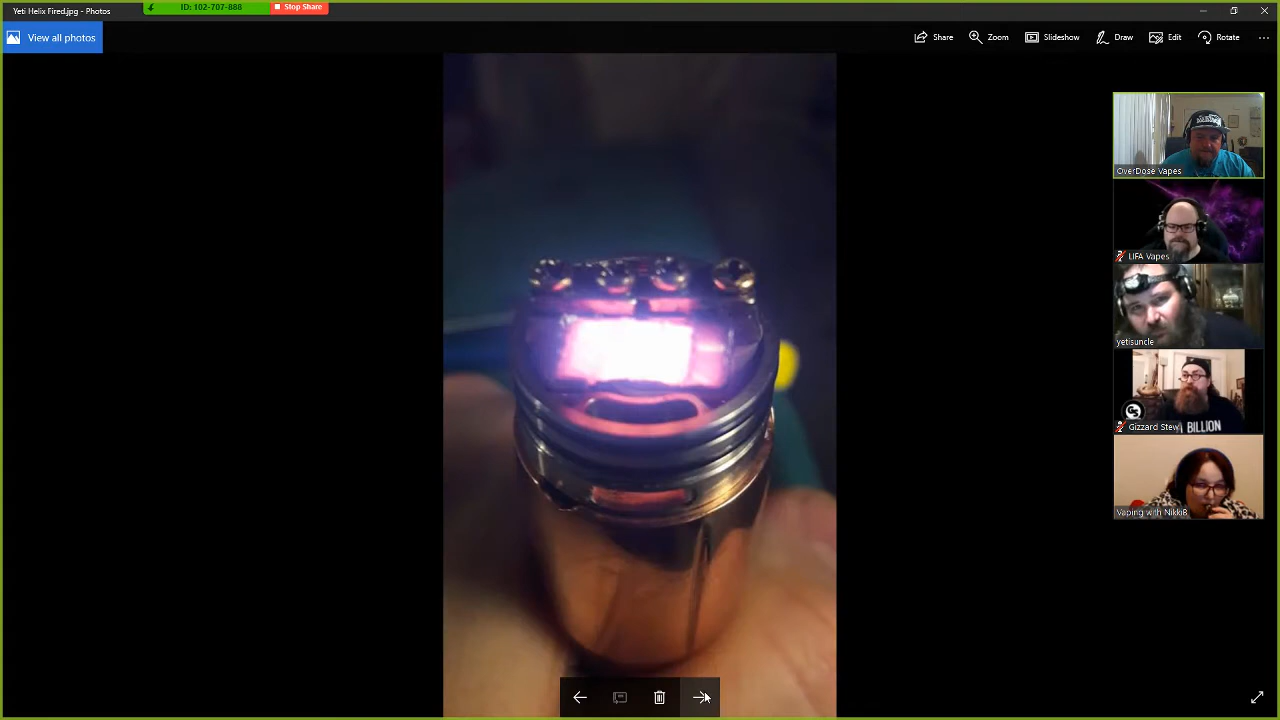 Yeti Helix Fired.jpg - Photos
ID: 102-707-888
Stop Share
View all photos
Share
Zoom
Slideshow
Draw
Edit
Rotate
OverDose Vapes
LIFA Vapes
yetisuncle
GS
Gizzard Stew
A BILLION
Vaping with NikkiB